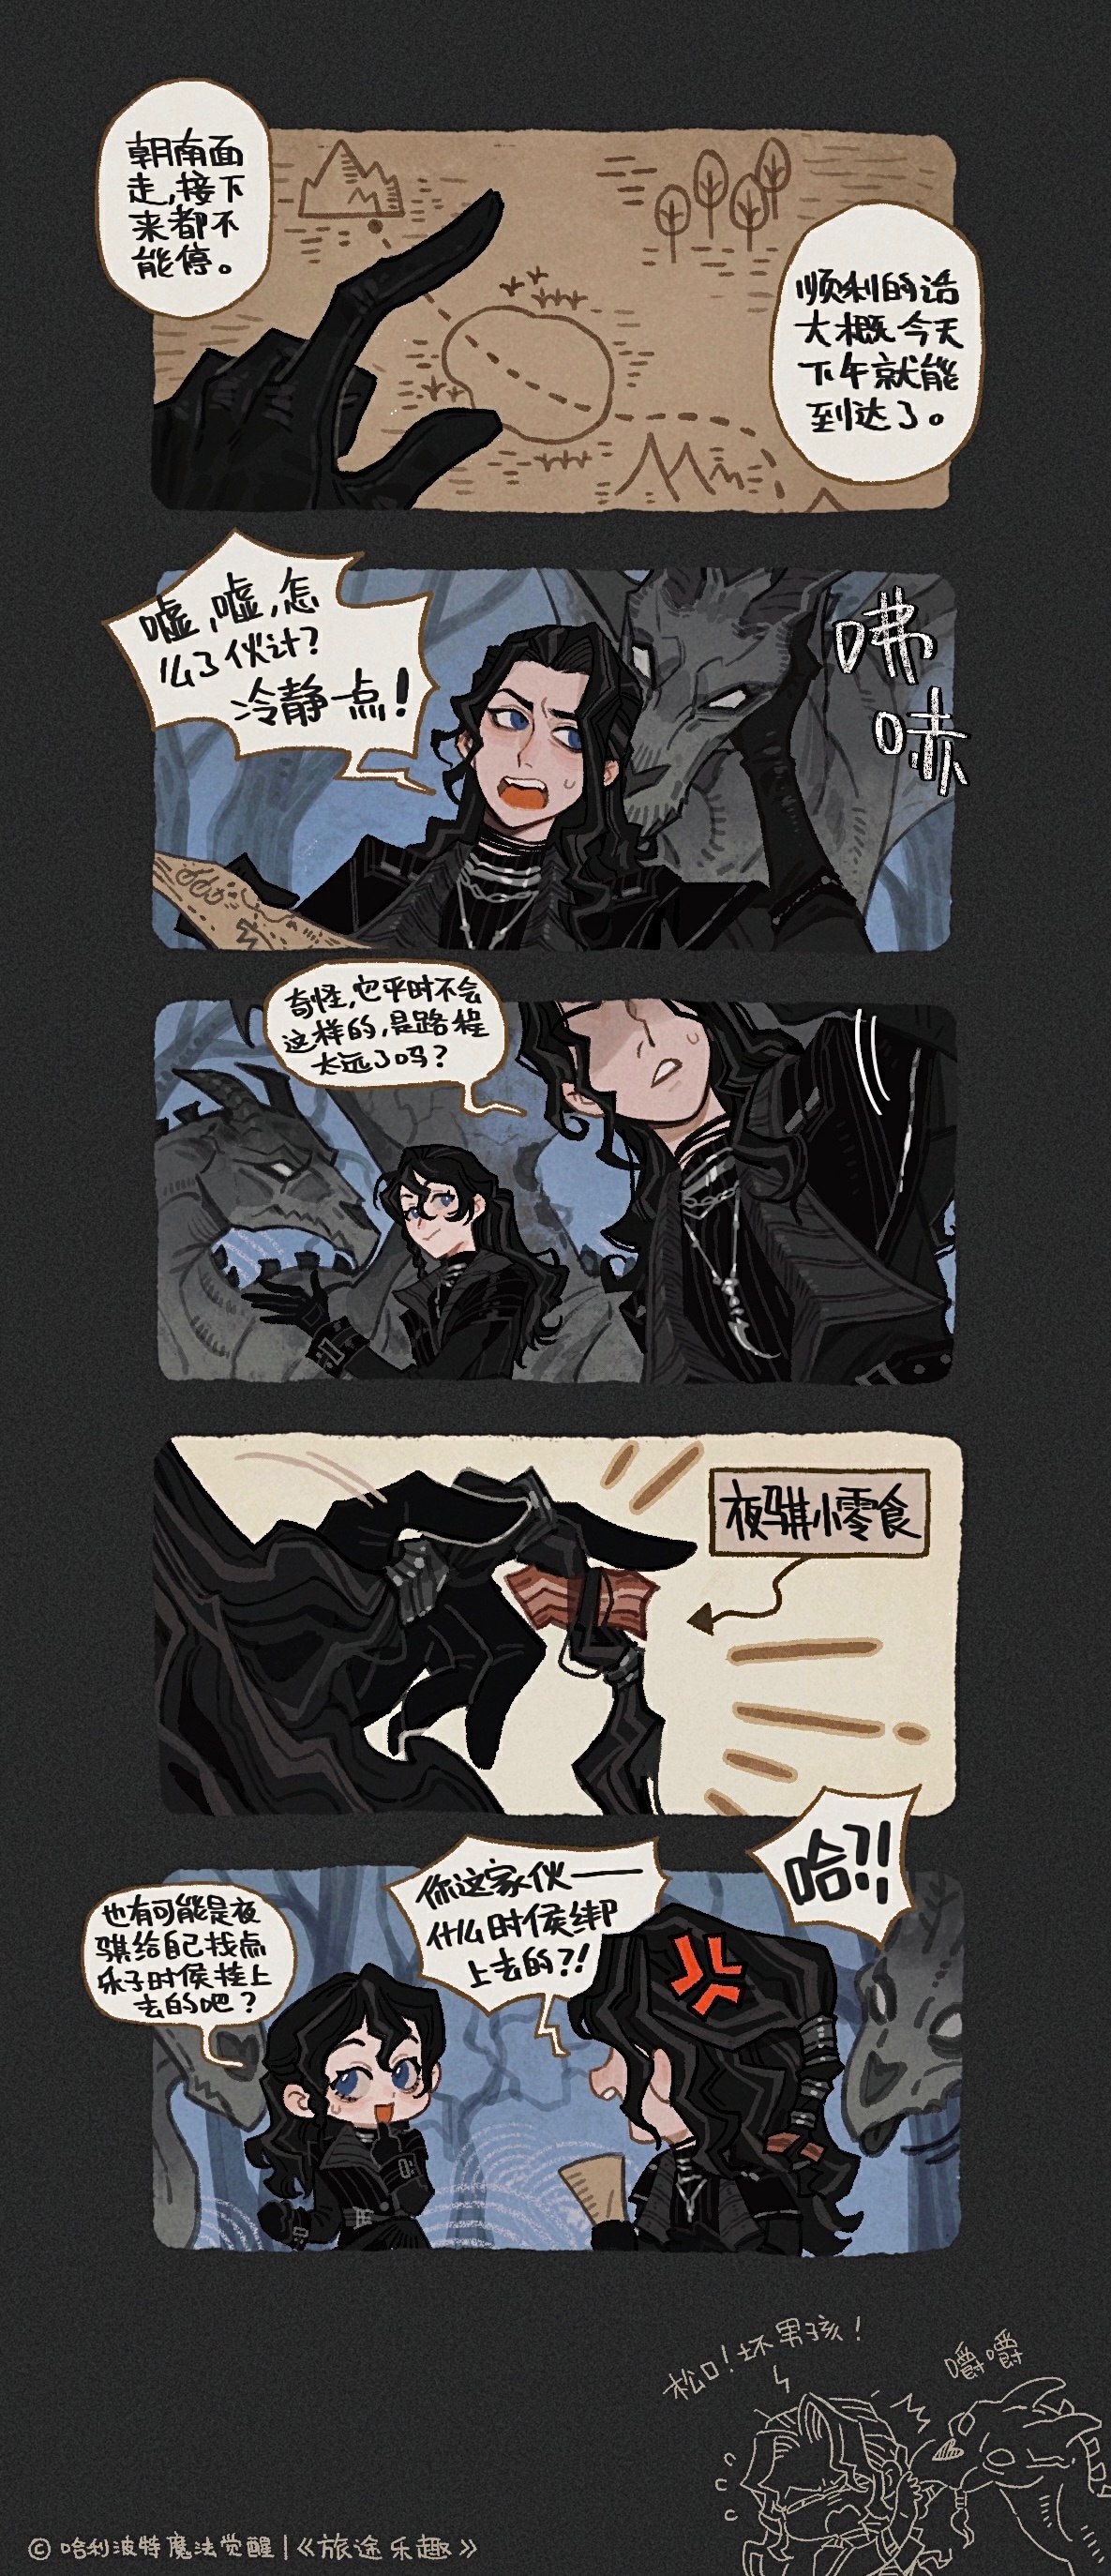 朝南面
走,接下
来都不
能停。
顺利的话
大概今天
下午就能
到达了。
嘘,嘘,怎
么了伙计?
冷静一点!
咈
哧
奇怪,它平时不会
这样的,是路程
太远了吗?
夜骐小零食
哈?!
你这家伙——
什么时候绑
上去的?!
也有可能是夜
骐给自己找点
乐子时候挂上
去的吧?
松口!坏男孩!
嚼嚼
© 哈利波特魔法觉醒|《旅途乐趣》